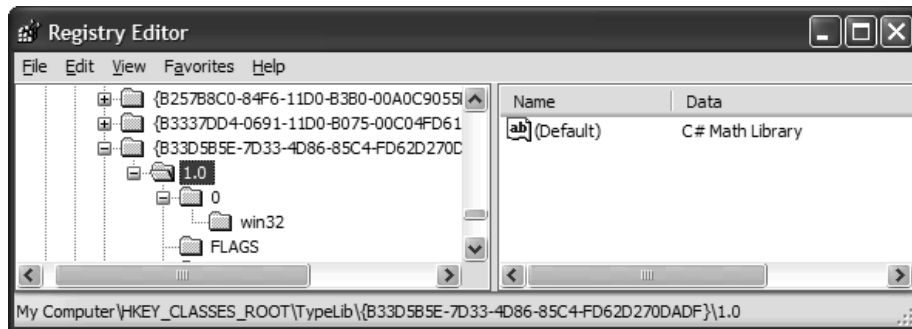 Registry Editor
File Edit View Favorites Help
{B257B8C0-84F6-11D0-B3B0-00A0C9055
{B3337DD4-0691-11D0-B075-00C04FD61
{B33D5B5E-7D33-4D86-85C4-FD62D270D
1.0
0
win32
FLAGS
Name Data
ab (Default) C# Math Library
My Computer\HKEY_CLASSES_ROOT\TypeLib\{B33D5B5E-7D33-4D86-85C4-FD62D270DADF}\1.0